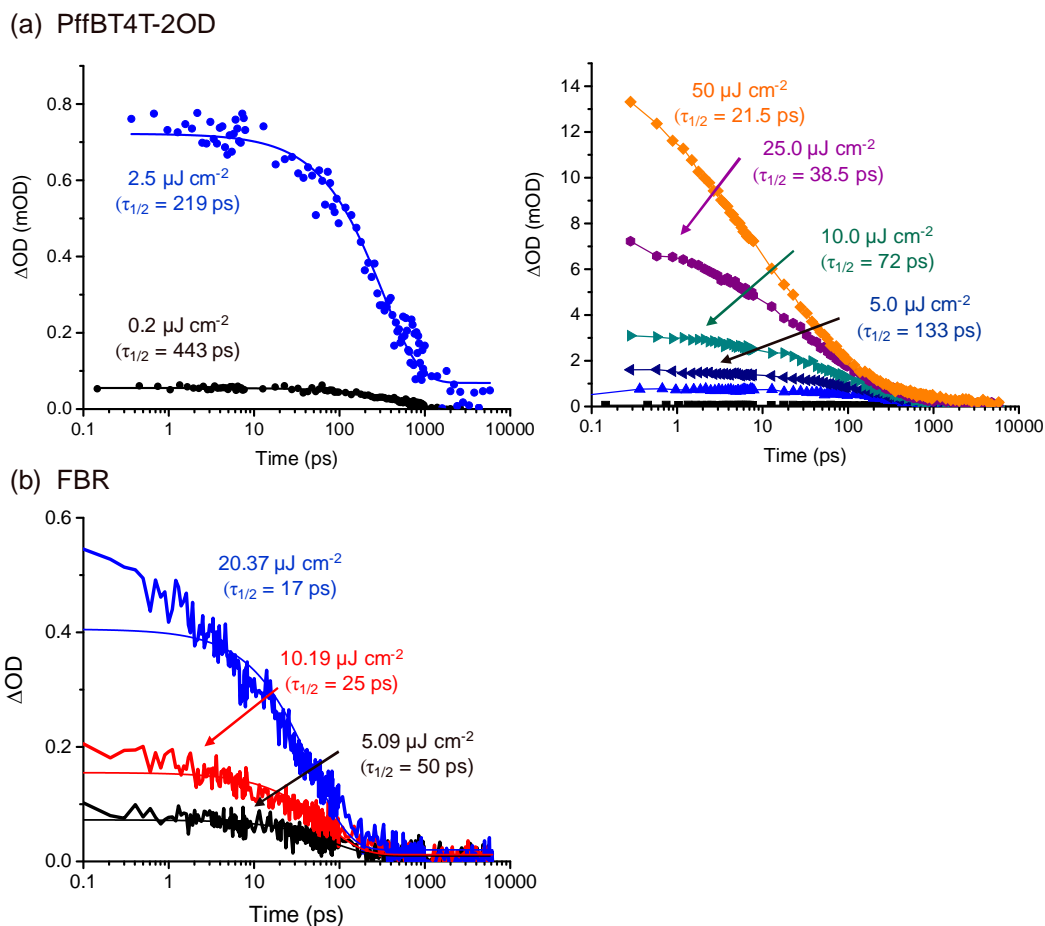 (a) PffBT4T-2OD
0.8
0.6
0.4
0.2
0.0
ΔOD (mOD)
2.5 µJ cm-2
(τ1/2 = 219 ps)
0.2 µJ cm-2
(τ1/2 = 443 ps)
0.1 1 10 100 1000 10000
Time (ps)
14
12
10
8
6
4
2
0
ΔOD (mOD)
50 µJ cm-2
(τ1/2 = 21.5 ps)
25.0 µJ cm-2
(τ1/2 = 38.5 ps)
10.0 µJ cm-2
(τ1/2 = 72 ps)
5.0 µJ cm-2
(τ1/2 = 133 ps)
0.1 1 10 100 1000 10000
Time (ps)
(b) FBR
0.6
0.4
0.2
0.0
ΔOD
20.37 µJ cm-2
(τ1/2 = 17 ps)
10.19 µJ cm-2
(τ1/2 = 25 ps)
5.09 µJ cm-2
(τ1/2 = 50 ps)
0.1 1 10 100 1000 10000
Time (ps)